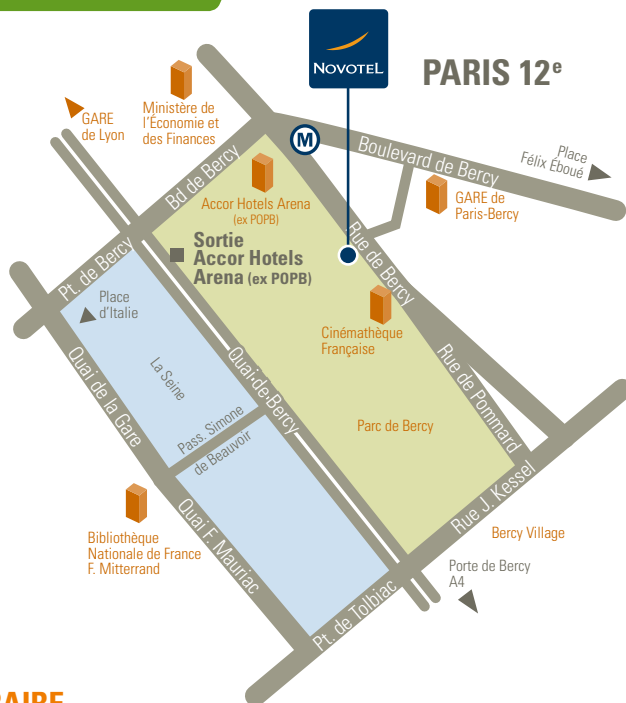 NOVOTEL
PARIS 12e
Ministère de
l'Économie et
des Finances
GARE
de Lyon
M
Boulevard de Bercy
Place
Félix Éboué
Bd de Bercy
Accor Hotels Arena
(ex POPB)
GARE de
Paris-Bercy
Sortie
Accor Hotels
Arena (ex POPB)
Rue de Bercy
Pt. de Bercy
Place
d'Italie
Cinémathèque
Française
La Seine
Quai-de-Bercy
Quai de la Gare
Rue de Pommard
Pass. Simone
de Beauvoir
Parc de Bercy
Rue J. Kessel
Bercy Village
Bibliothèque
Nationale de France
F. Mitterrand
Quai F. Mauriac
Porte de Bercy
A4
Pt. de Tolbiac